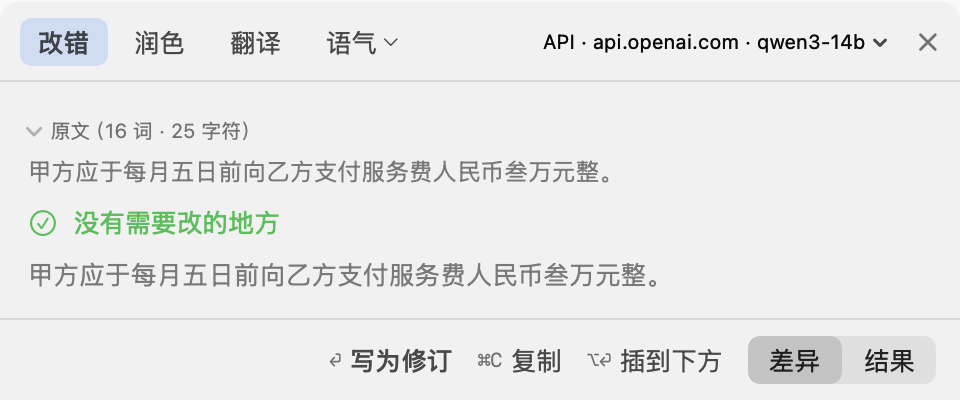 改错 润色 翻译 语气 API · api.openai.com · qwen3-14b
原文 (16 词 · 25 字符)
甲方应于每月五日前向乙方支付服务费人民币叁万元整。
没有需要改的地方
甲方应于每月五日前向乙方支付服务费人民币叁万元整。
⏎ 写为修订 ⌘C 复制 ⌥⏎ 插到下方 差异 结果